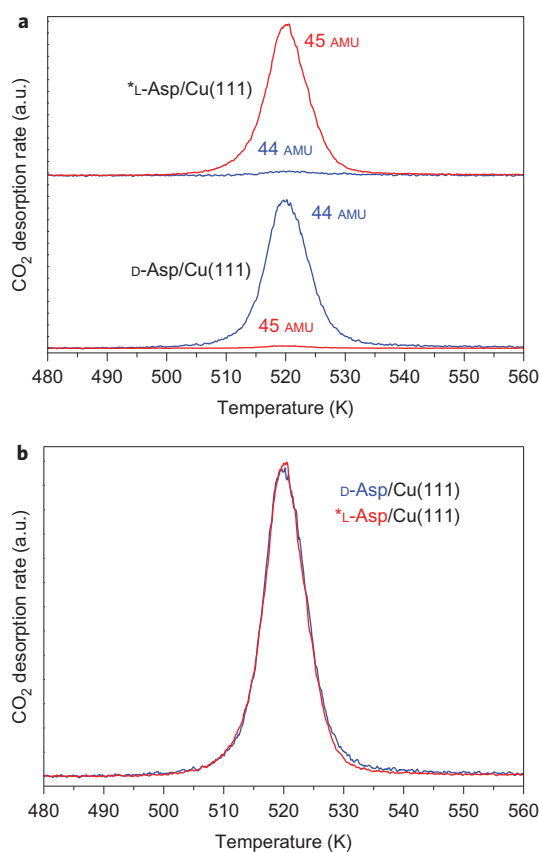 a
45 AMU
*L-Asp/Cu(111)
44 AMU
44 AMU
D-Asp/Cu(111)
45 AMU
CO2 desorption rate (a.u.)
480 490 500 510 520 530 540 550 560
Temperature (K)
b
D-Asp/Cu(111)
*L-Asp/Cu(111)
CO2 desorption rate (a.u.)
480 490 500 510 520 530 540 550 560
Temperature (K)